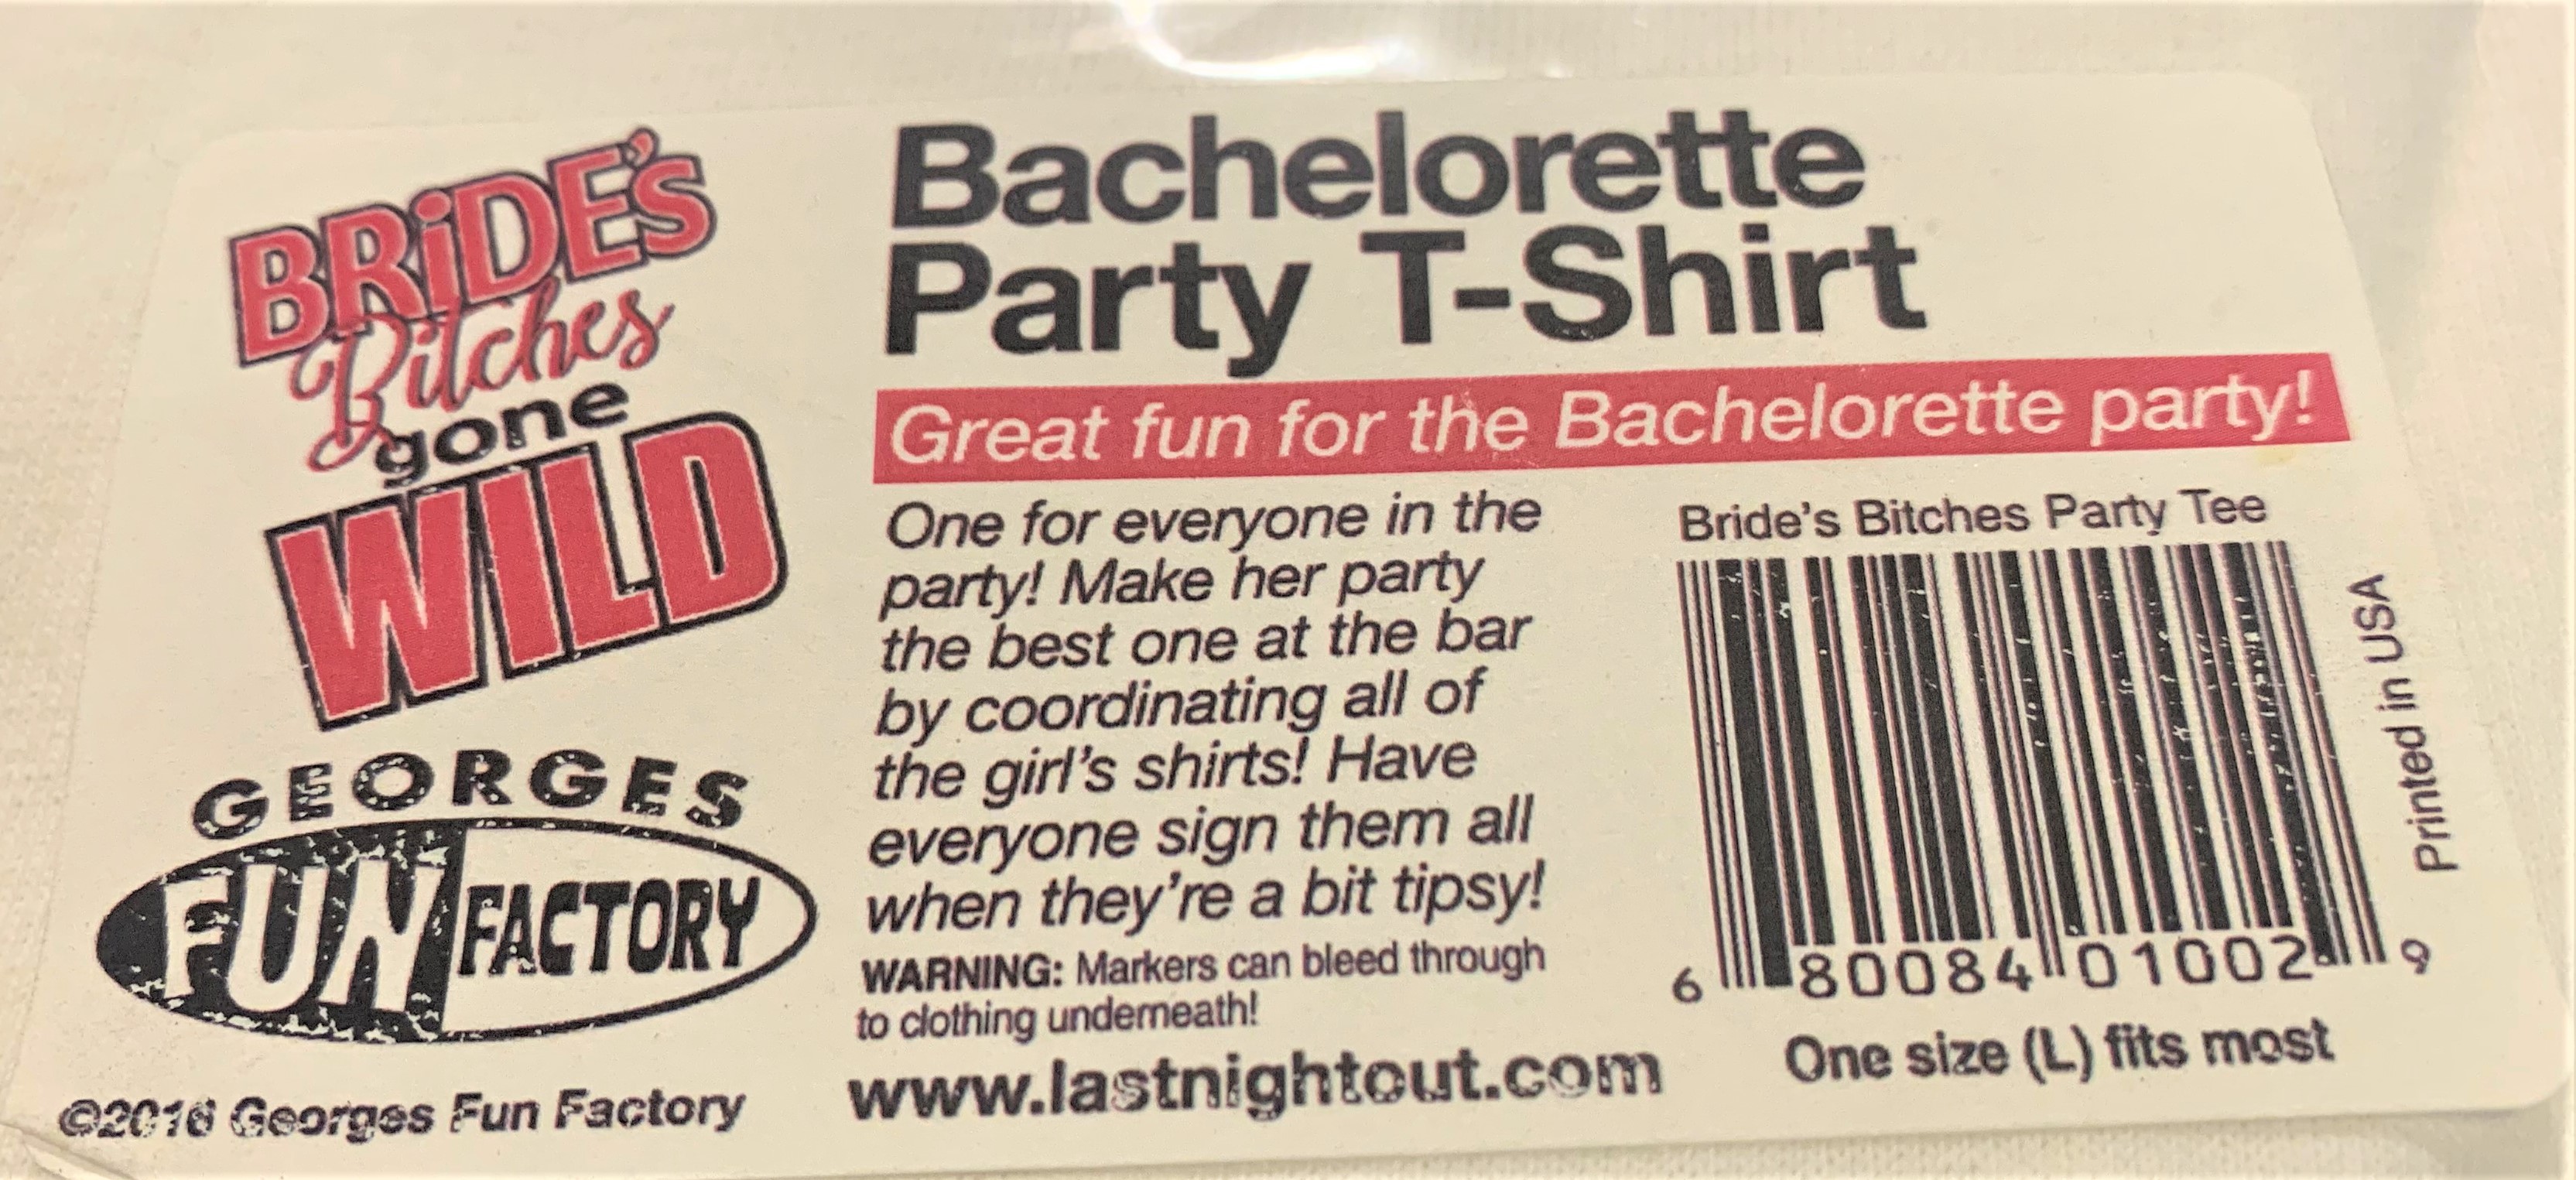 BRiDE's
Bitches
gone
WILD
GEORGES
FUN FACTORY
©2016 Georges Fun Factory
Bachelorette
Party T-Shirt
Great fun for the Bachelorette party!
One for everyone in the
party! Make her party
the best one at the bar
by coordinating all of
the girl's shirts! Have
everyone sign them all
when they're a bit tipsy!
WARNING: Markers can bleed through
to clothing underneath!
www.lastnightout.com
Bride's Bitches Party Tee
6 80084 01002 9
Printed in USA
One size (L) fits most